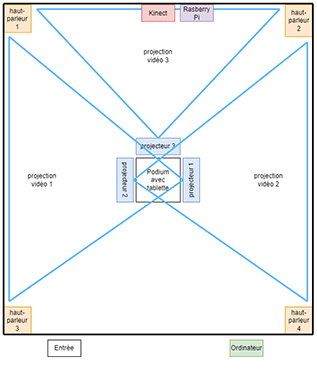 haut-
parleur
1
Kinect
Rasberry
Pi
haut-
parleur
2
projection
vidéo 3
projecteur 3
projection
vidéo 1
projecteur 2
Podium
avec
tablette
projecteur 1
projection
vidéo 2
haut-
parleur
3
haut-
parleur
4
Entrée
Ordinateur